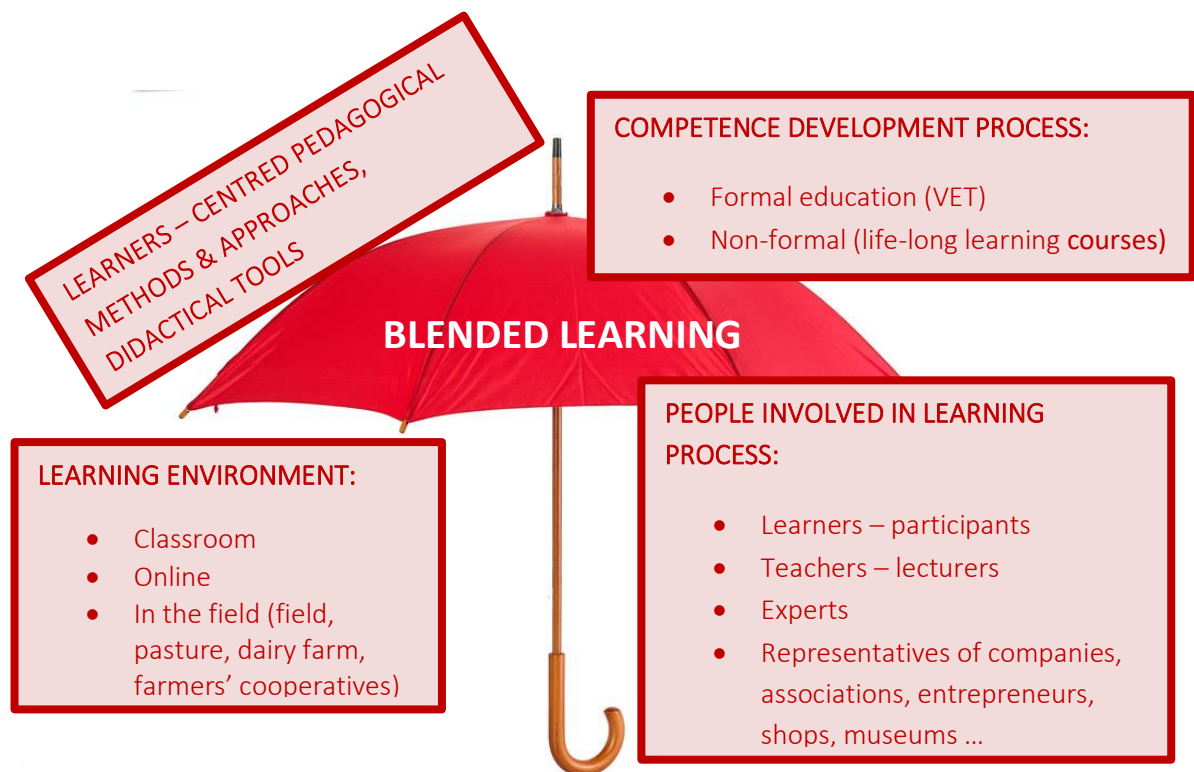 LEARNERS – CENTRED PEDAGOGICAL
METHODS & APPROACHES,
DIDACTICAL TOOLS
COMPETENCE DEVELOPMENT PROCESS:
• Formal education (VET)
• Non-formal (life-long learning courses)
BLENDED LEARNING
LEARNING ENVIRONMENT:
• Classroom
• Online
• In the field (field,
pasture, dairy farm,
farmers’ cooperatives)
PEOPLE INVOLVED IN LEARNING
PROCESS:
• Learners – participants
• Teachers – lecturers
• Experts
• Representatives of companies,
associations, entrepreneurs,
shops, museums …